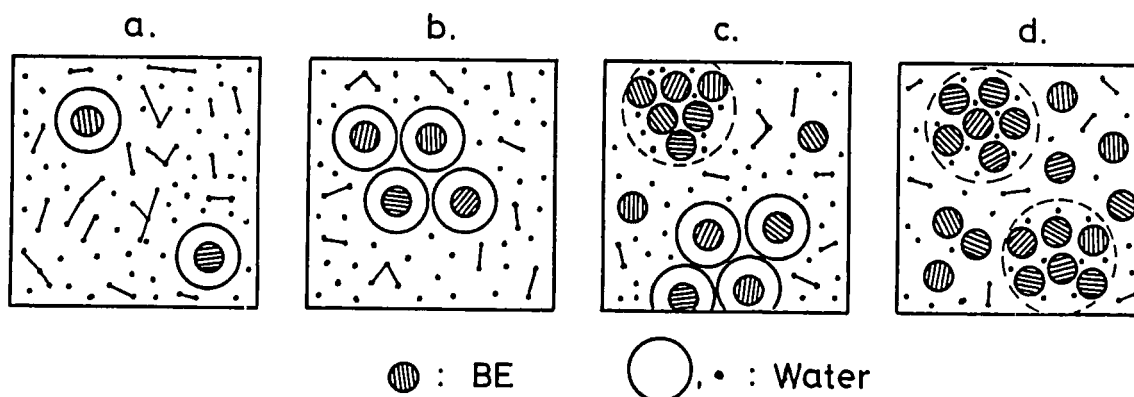 a. b. c. d.
: BE , • : Water